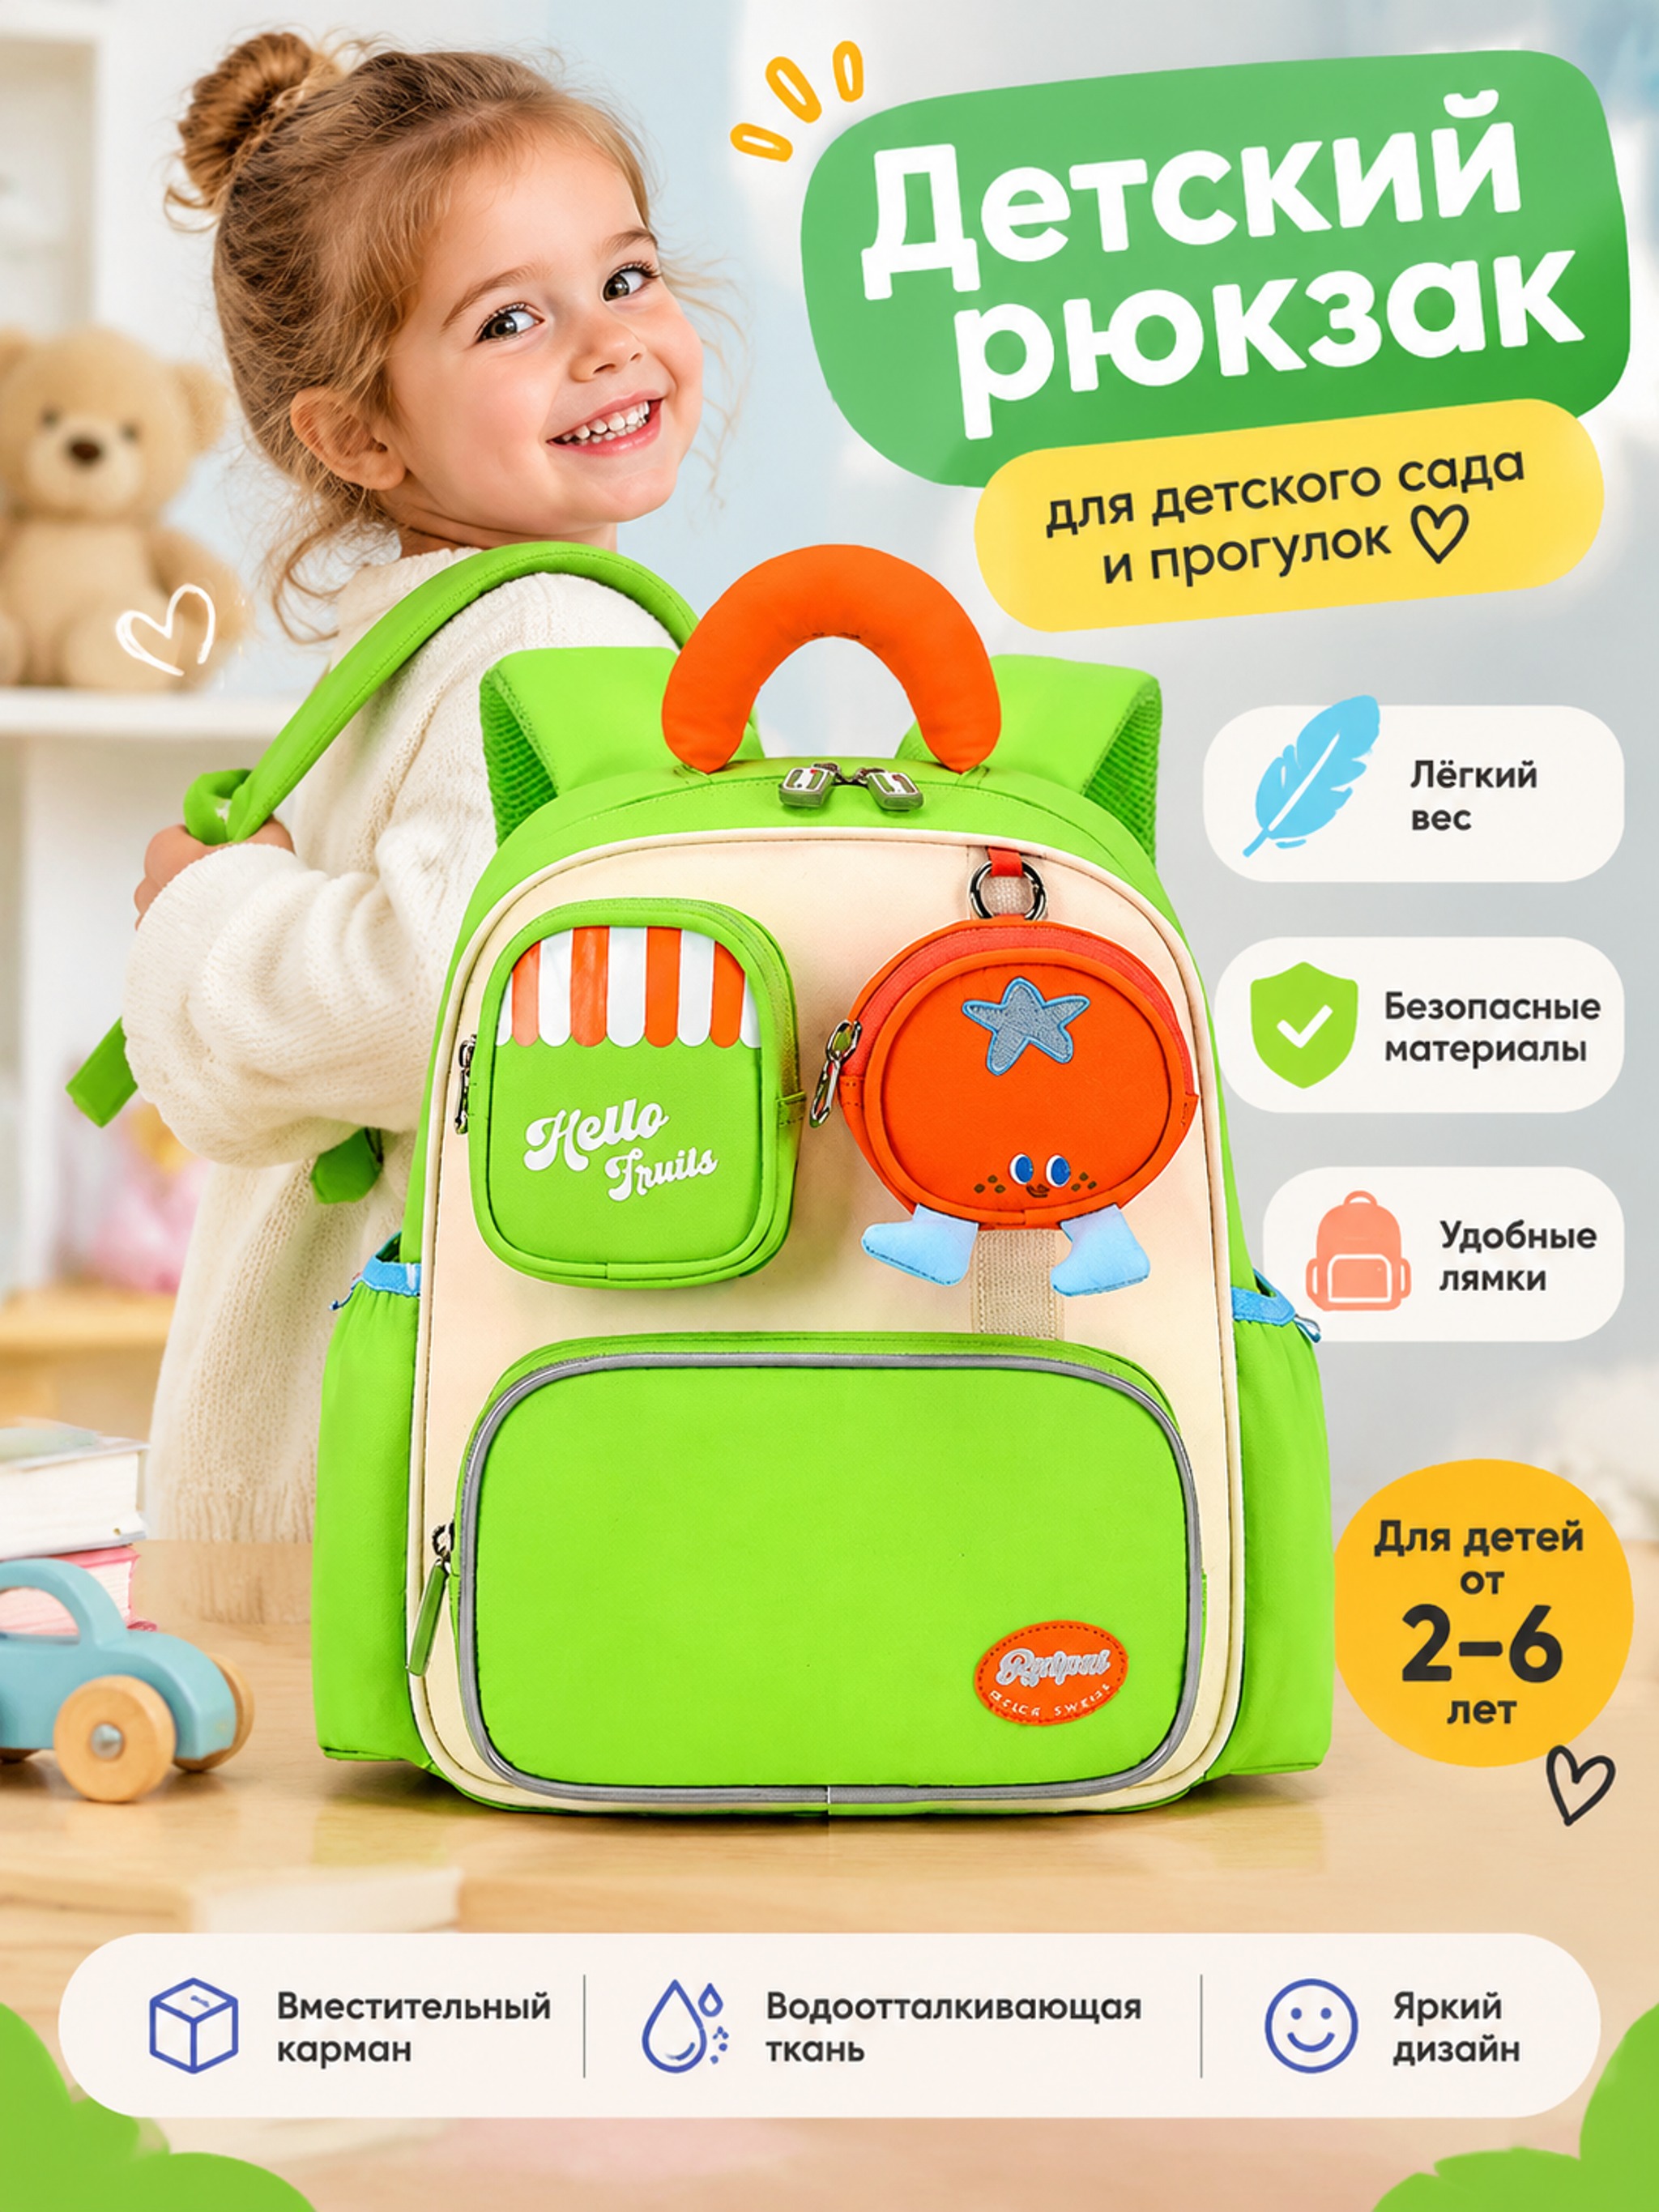 Детский
рюкзак
для детского сада
и прогулок
Лёгкий
вес
Безопасные
материалы
Hello
Fruits
Удобные
лямки
Для детей
от
2–6
лет
Вместительный
карман
Водоотталкивающая
ткань
Яркий
дизайн